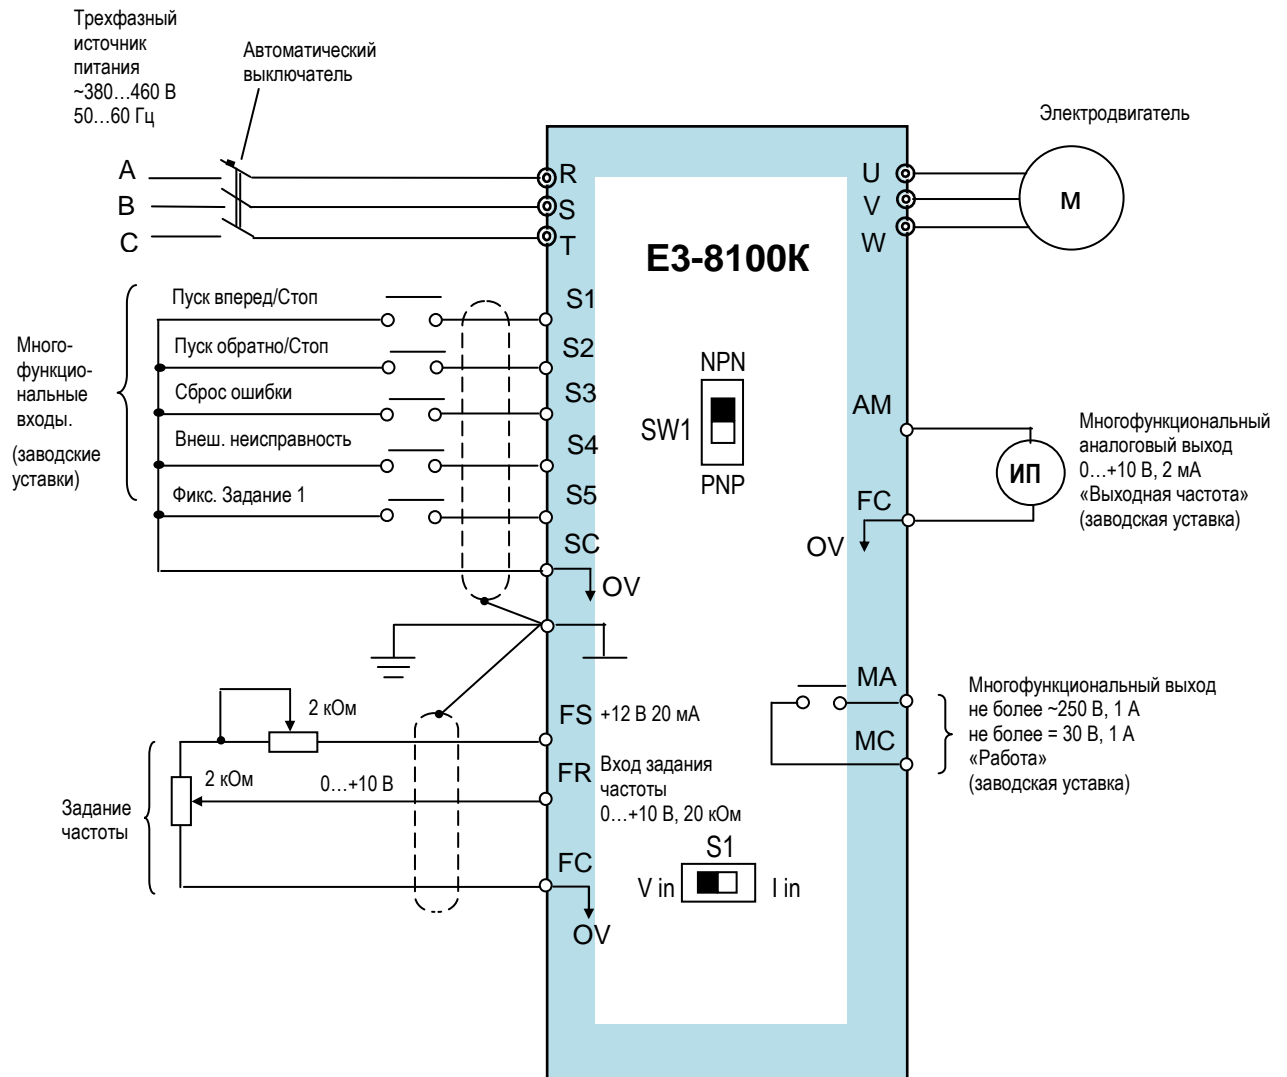 Трехфазный
источник
питания
~380...460 В
50...60 Гц
Автоматический
выключатель
Электродвигатель
A
B
C
R
S
T
U
V
W
М
Е3-8100К
Много-
функцио-
нальные
входы.
(заводские
уставки)
Пуск вперед/Стоп
S1
Пуск обратно/Стоп
S2
Сброс ошибки
S3
Внеш. неисправность
S4
Фикс. Задание 1
S5
SC
OV
NPN
SW1
PNP
AM
FC
OV
ИП
Многофункциональный
аналоговый выход
0...+10 В, 2 мА
«Выходная частота»
(заводская уставка)
MA
MC
Многофункциональный выход
не более ~250 В, 1 А
не более = 30 В, 1 А
«Работа»
(заводская уставка)
2 кОм
FS
+12 В 20 мА
Задание
частоты
2 кОм
0...+10 В
FR
Вход задания
частоты
0...+10 В, 20 кОм
FC
OV
S1
V in
I in